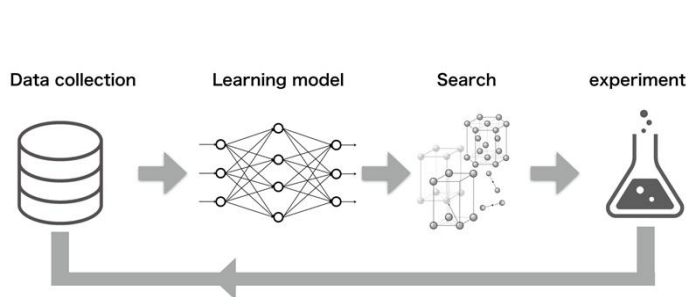 Data collection
Learning model
Search
experiment